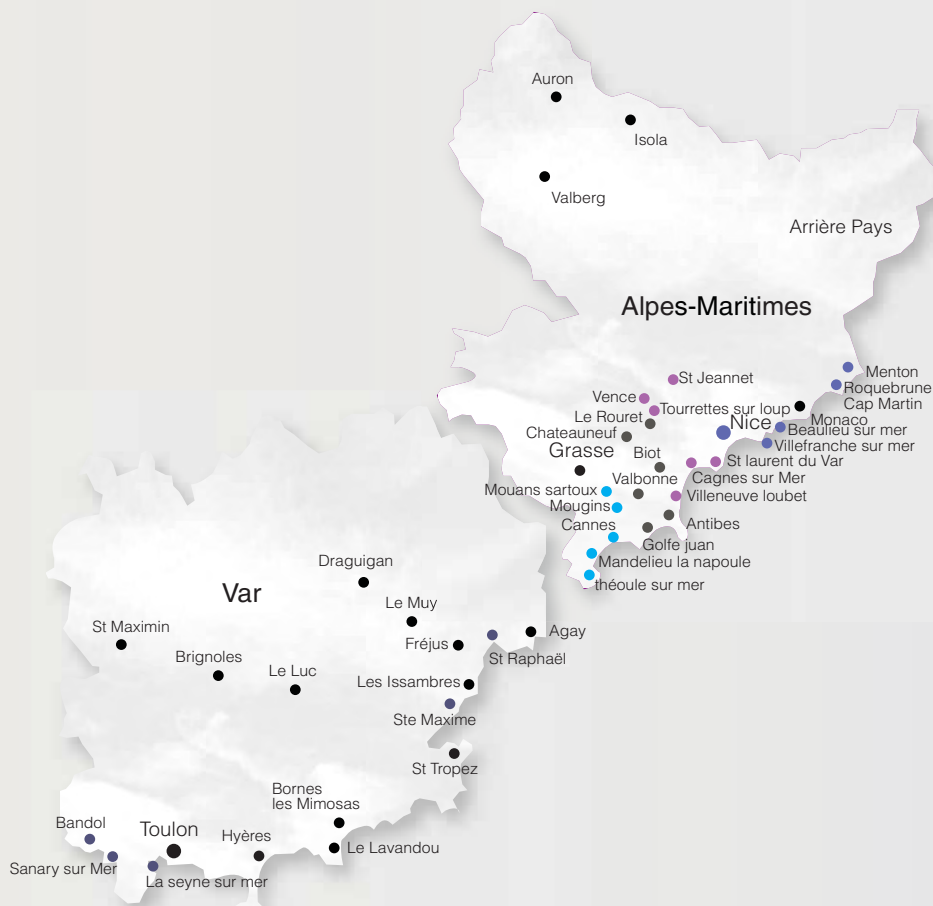 Auron
Isola
Valberg
Arrière Pays
Alpes-Maritimes
Menton
St Jeannet
Roquebrune
Cap Martin
Vence
Tourrettes sur loup
Le Rouret
Monaco
Nice
Beaulieu sur mer
Chateauneuf
Villefranche sur mer
Grasse
Biot
St laurent du Var
Cagnes sur Mer
Valbonne
Mouans sartoux
Villeneuve loubet
Mougins
Cannes
Antibes
Golfe juan
Mandelieu la napoule
théoule sur mer
Draguigan
Var
Le Muy
St Maximin
Agay
Fréjus
St Raphaël
Brignoles
Le Luc
Les Issambres
Ste Maxime
St Tropez
Bornes
les Mimosas
Bandol
Toulon
Hyères
Le Lavandou
Sanary sur Mer
La seyne sur mer